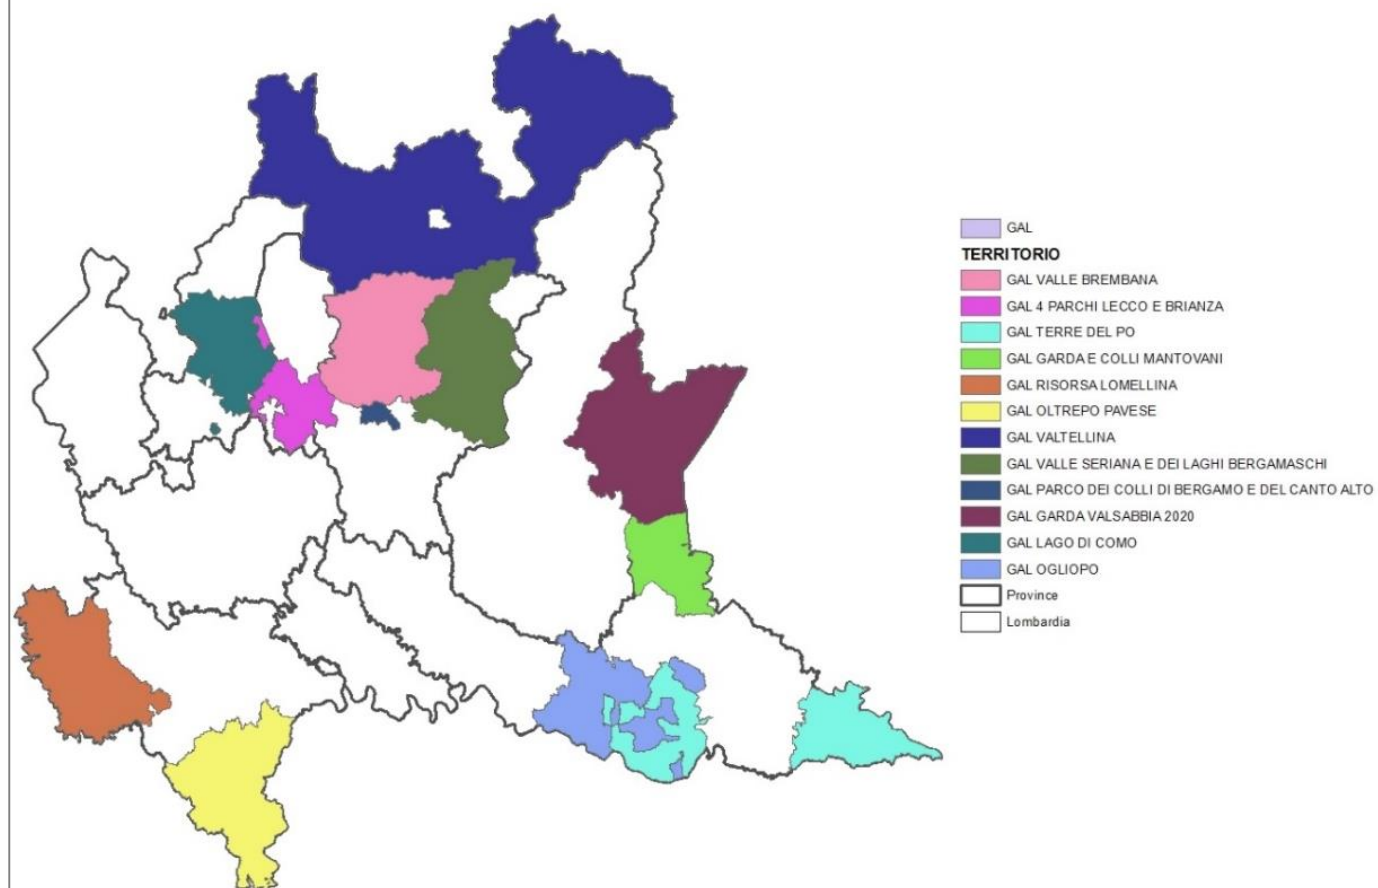 GAL
TERRITORIO
GAL VALLE BREMBANA
GAL 4 PARCHI LECCO E BRIANZA
GAL TERRE DEL PO
GAL GARDA E COLLI MANTOVANI
GAL RISORSA LOMELLINA
GAL OLTREPO PAVESE
GAL VALTELLINA
GAL VALLE SERIANA E DEI LAGHI BERGAMASCHI
GAL PARCO DEI COLLI DI BERGAMO E DEL CANTO ALTO
GAL GARDA VALSABBIA 2020
GAL LAGO DI COMO
GAL OGLIOPO
Province
Lombardia